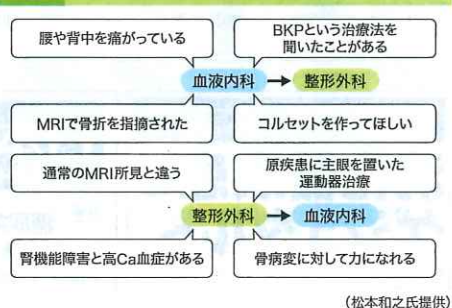 腰や背中を痛がっている
BKPという治療法を
聞いたことがある
血液内科 → 整形外科
MRIで骨折を指摘された
コルセットを作ってほしい
通常のMRI所見と違う
原疾患に主眼を置いた
運動器治療
整形外科 → 血液内科
腎機能障害と高Ca血症がある
骨病変に対して力になれる
(松本和之氏提供)